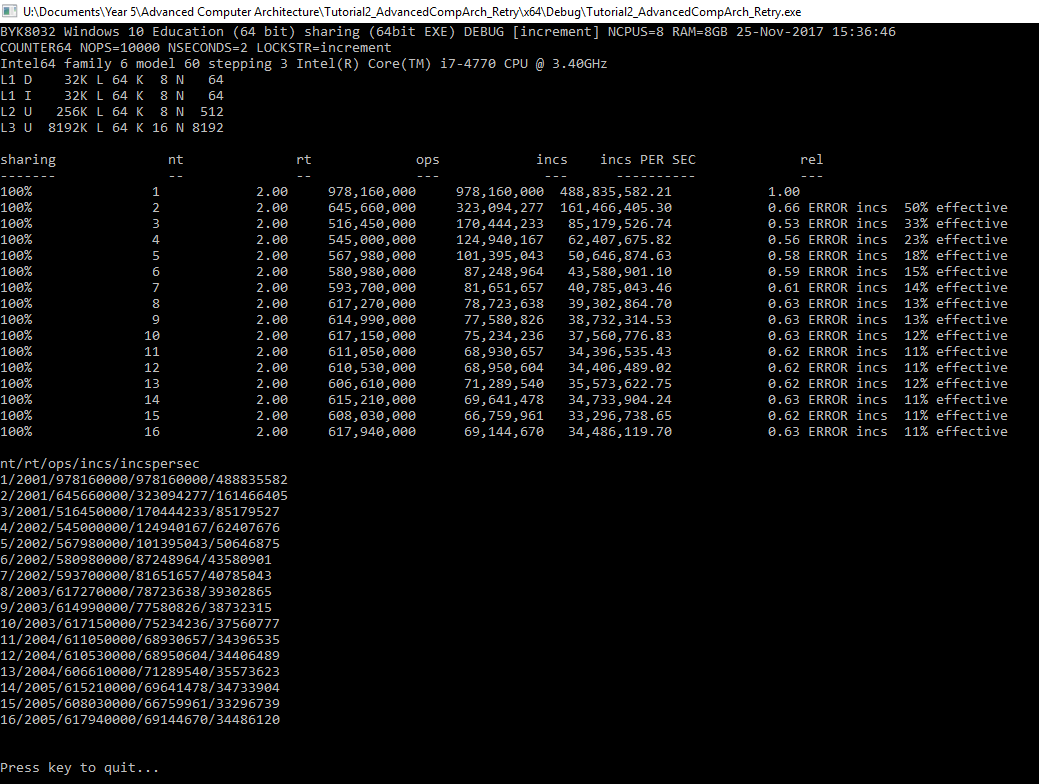 U:\Documents\Year 5\Advanced Computer Architecture\Tutorial2_AdvancedCompArch_Retry\x64\Debug\Tutorial2_AdvancedCompArch_Retry.exe
BYK8032 Windows 10 Education (64 bit) sharing (64bit EXE) DEBUG [increment] NCPUS=8 RAM=8GB 25-Nov-2017 15:36:46
COUNTER64 NOPS=10000 NSECONDS=2 LOCKSTR=increment
Intel64 family 6 model 60 stepping 3 Intel(R) Core(TM) i7-4770 CPU @ 3.40GHz
L1 D    32K L 64 K  8 N   64
L1 I    32K L 64 K  8 N   64
L2 U   256K L 64 K  8 N  512
L3 U  8192K L 64 K 16 N 8192
sharing nt rt ops incs incs PER SEC rel
------- -- -- --- --- ---------- ---
100% 1 2.00 978,160,000 978,160,000 488,835,582.21 1.00
100% 2 2.00 645,660,000 323,094,277 161,466,405.30 0.66 ERROR incs 50% effective
100% 3 2.00 516,450,000 170,444,233 85,179,526.74 0.53 ERROR incs 33% effective
100% 4 2.00 545,000,000 124,940,167 62,407,675.82 0.56 ERROR incs 23% effective
100% 5 2.00 567,980,000 101,395,043 50,646,874.63 0.58 ERROR incs 18% effective
100% 6 2.00 580,980,000 87,248,964 43,580,901.10 0.59 ERROR incs 15% effective
100% 7 2.00 593,700,000 81,651,657 40,785,043.46 0.61 ERROR incs 14% effective
100% 8 2.00 617,270,000 78,723,638 39,302,864.70 0.63 ERROR incs 13% effective
100% 9 2.00 614,990,000 77,580,826 38,732,314.53 0.63 ERROR incs 13% effective
100% 10 2.00 617,150,000 75,234,236 37,560,776.83 0.63 ERROR incs 12% effective
100% 11 2.00 611,050,000 68,930,657 34,396,535.43 0.62 ERROR incs 11% effective
100% 12 2.00 610,530,000 68,950,604 34,406,489.02 0.62 ERROR incs 11% effective
100% 13 2.00 606,610,000 71,289,540 35,573,622.75 0.62 ERROR incs 12% effective
100% 14 2.00 615,210,000 69,641,478 34,733,904.24 0.63 ERROR incs 11% effective
100% 15 2.00 608,030,000 66,759,961 33,296,738.65 0.62 ERROR incs 11% effective
100% 16 2.00 617,940,000 69,144,670 34,486,119.70 0.63 ERROR incs 11% effective
nt/rt/ops/incs/incspersec
1/2001/978160000/978160000/488835582
2/2001/645660000/323094277/161466405
3/2001/516450000/170444233/85179527
4/2002/545000000/124940167/62407676
5/2002/567980000/101395043/50646875
6/2002/580980000/87248964/43580901
7/2002/593700000/81651657/40785043
8/2003/617270000/78723638/39302865
9/2003/614990000/77580826/38732315
10/2003/617150000/75234236/37560777
11/2004/611050000/68930657/34396535
12/2004/610530000/68950604/34406489
13/2004/606610000/71289540/35573623
14/2005/615210000/69641478/34733904
15/2005/608030000/66759961/33296739
16/2005/617940000/69144670/34486120
Press key to quit...